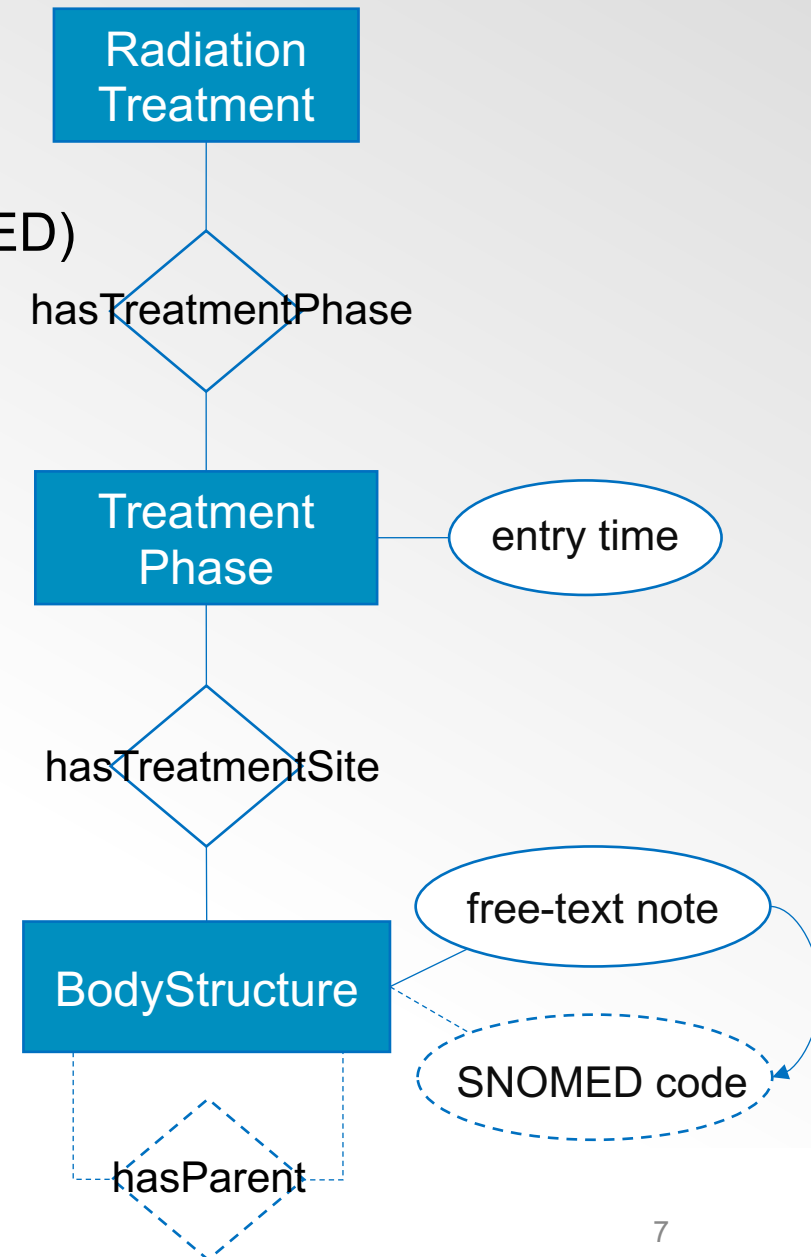 Radiation
Treatment
ED)
hasTreatmentPhase
Treatment
Phase
entry time
hasTreatmentSite
free-text note
BodyStructure
SNOMED code
hasParent
7